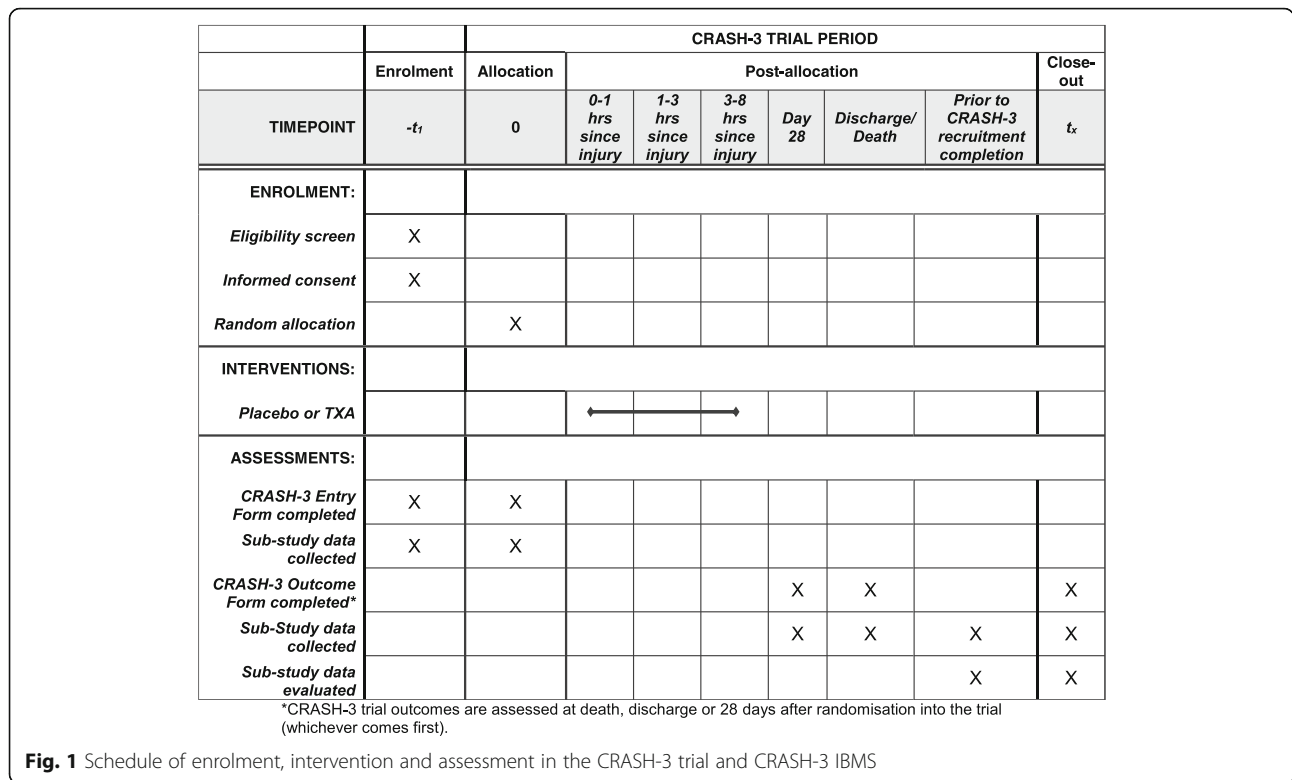 CRASH-3 TRIAL PERIOD
Enrolment Allocation Post-allocation Close-
out
TIMEPOINT -t1 0 0-1 hrs since injury 1-3 hrs since injury 3-8 hrs since injury Day 28 Discharge/ Death Prior to CRASH-3 recruitment completion tx
ENROLMENT:
Eligibility screen X
Informed consent X
Random allocation X
INTERVENTIONS:
Placebo or TXA
ASSESSMENTS:
CRASH-3 Entry
Form completed X X
Sub-study data
collected X X
CRASH-3 Outcome
Form completed* X X X
Sub-Study data
collected X X X X
Sub-study data
evaluated X X
*CRASH-3 trial outcomes are assessed at death, discharge or 28 days after randomisation into the trial
(whichever comes first).
Fig. 1 Schedule of enrolment, intervention and assessment in the CRASH-3 trial and CRASH-3 IBMS